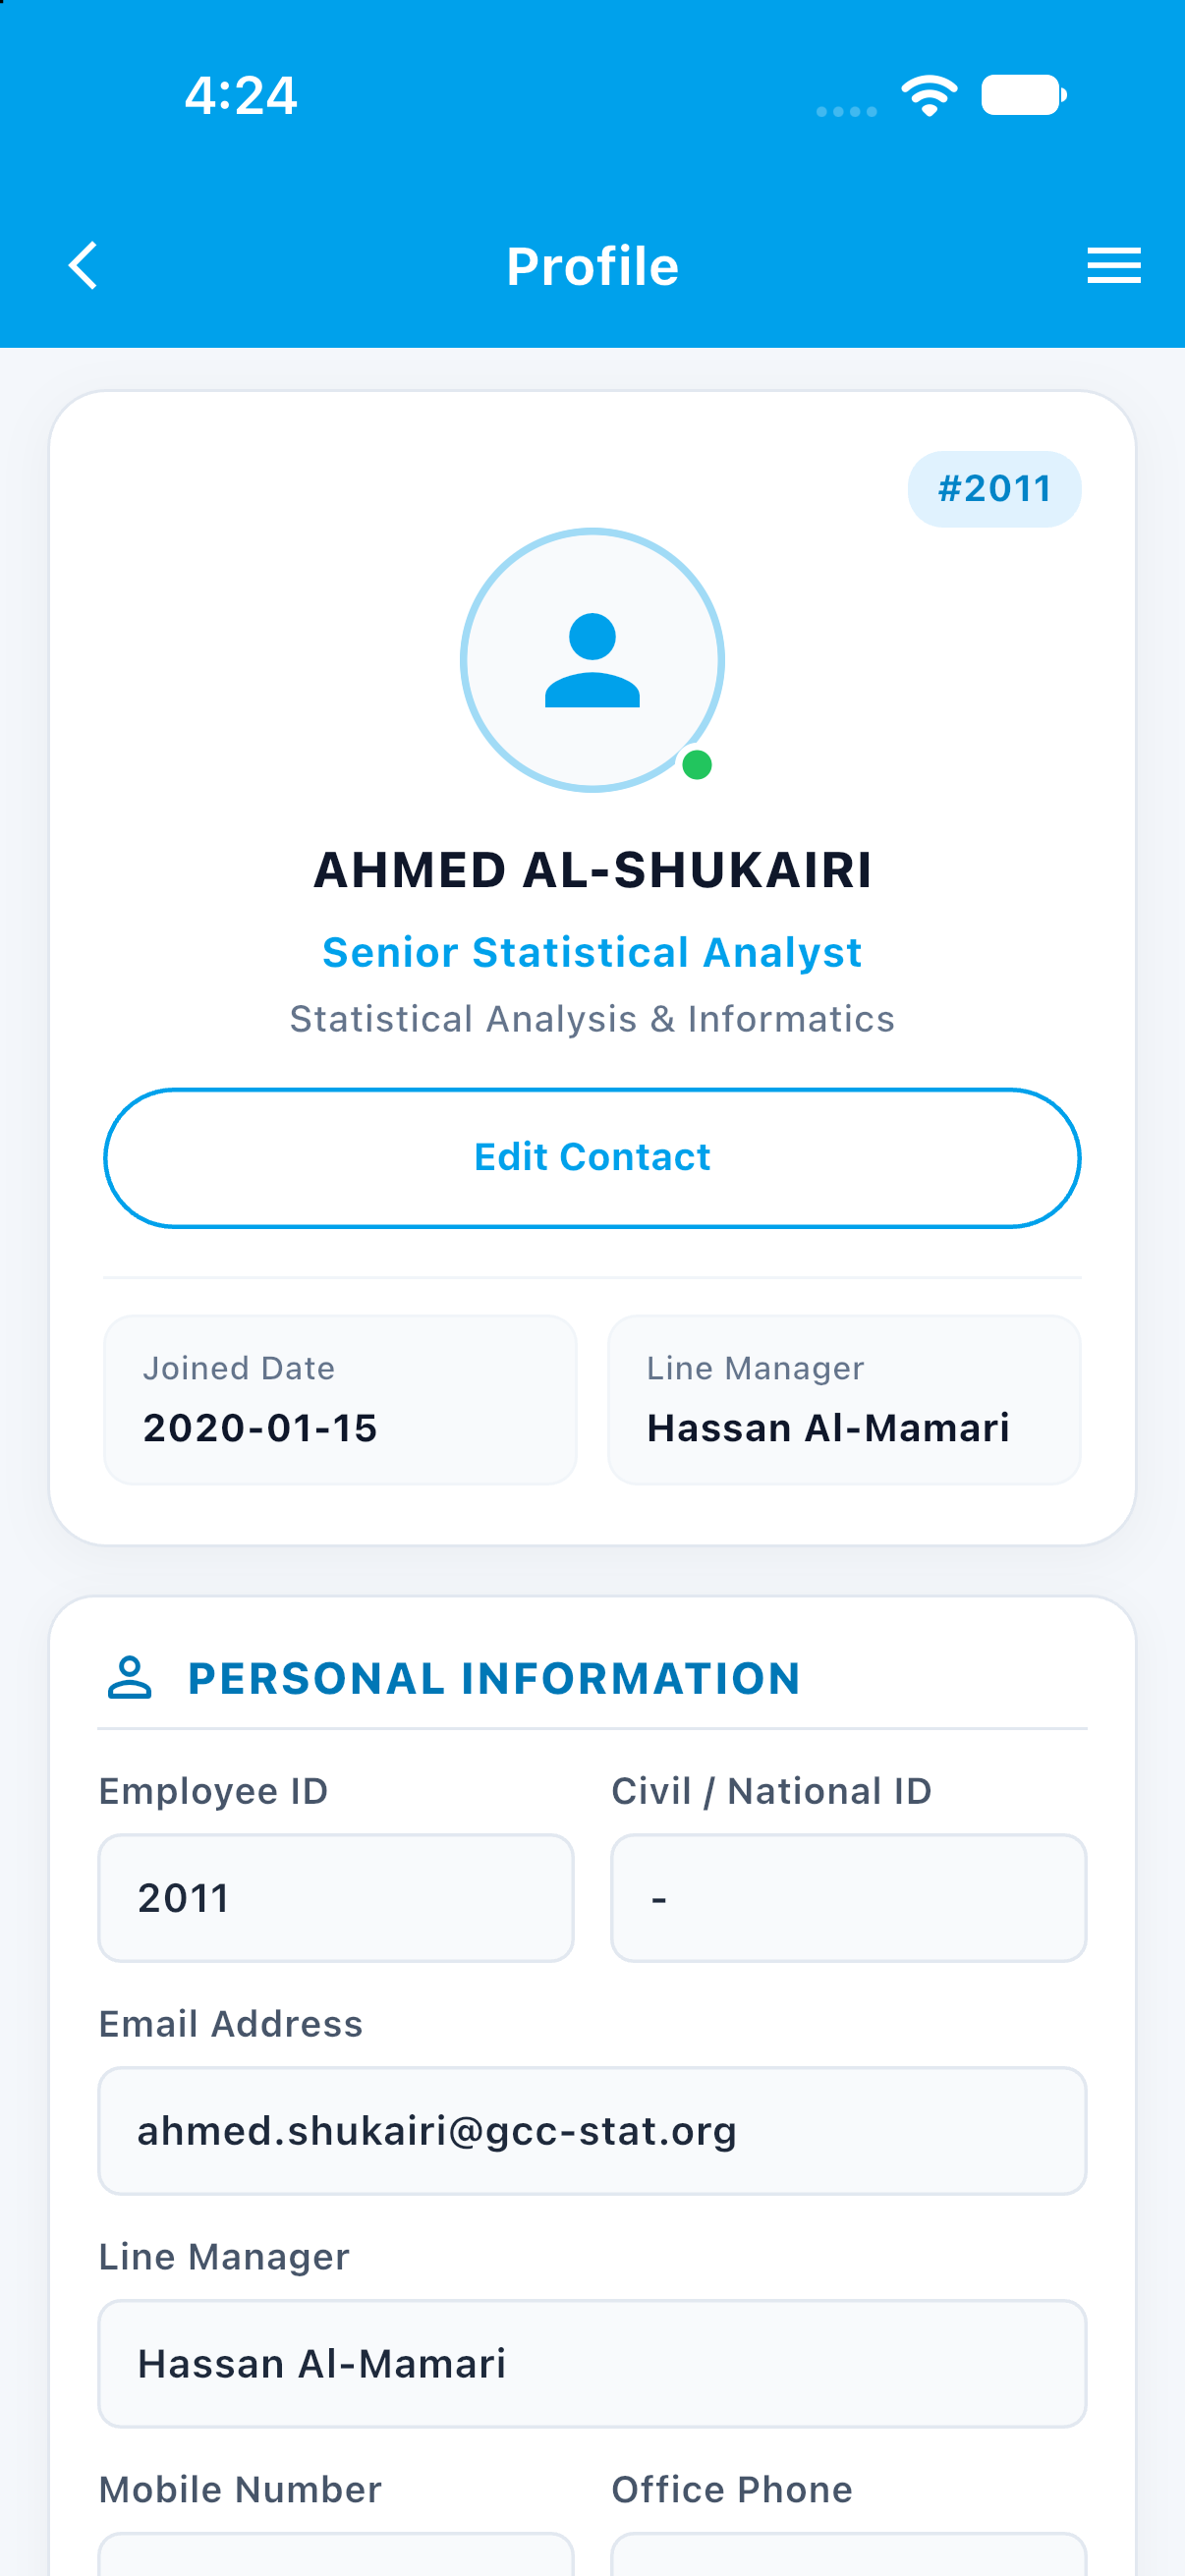 4:24
Profile
#2011
AHMED AL-SHUKAIRI
Senior Statistical Analyst
Statistical Analysis & Informatics
Edit Contact
Joined Date
2020-01-15
Line Manager
Hassan Al-Mamari
PERSONAL INFORMATION
Employee ID
2011
Civil / National ID
-
Email Address
ahmed.shukairi@gcc-stat.org
Line Manager
Hassan Al-Mamari
Mobile Number
Office Phone